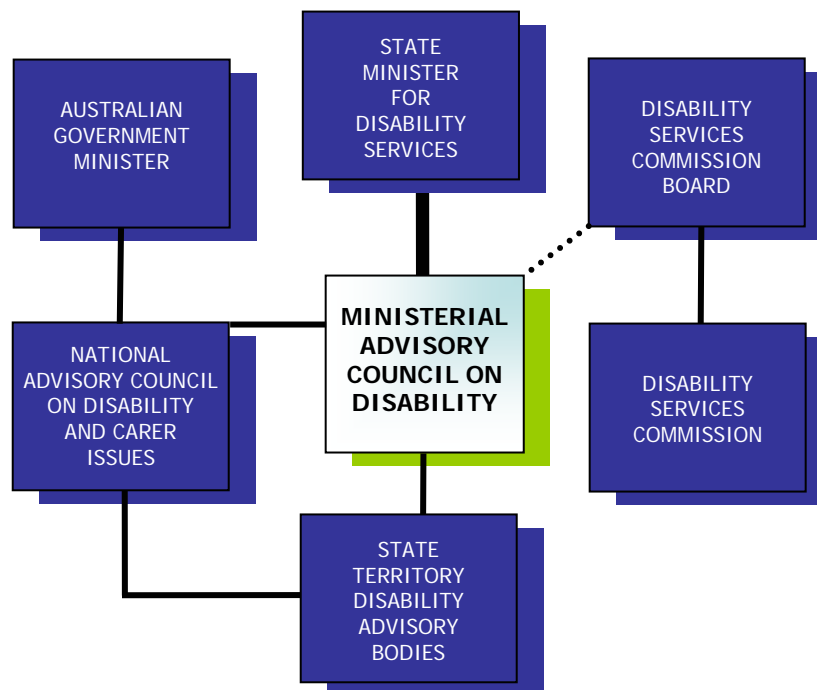 STATE
MINISTER
FOR
DISABILITY
SERVICES
AUSTRALIAN
GOVERNMENT
MINISTER
DISABILITY
SERVICES
COMMISSION
BOARD
MINISTERIAL
ADVISORY
COUNCIL ON
DISABILITY
NATIONAL
ADVISORY COUNCIL
ON DISABILITY
AND CARER
ISSUES
DISABILITY
SERVICES
COMMISSION
STATE
TERRITORY
DISABILITY
ADVISORY
BODIES